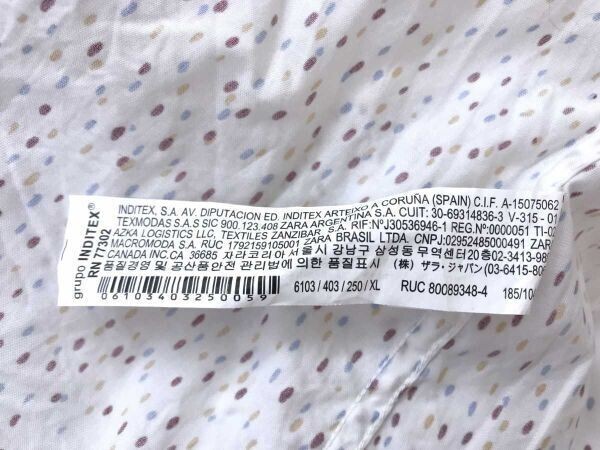 grupo INDITEX®
RN 77302
INDITEX, S.A. AV. DIPUTACION ED. INDITEX ARTEIXO A CORUÑA (SPAIN) C.I.F. A-15075062
TEXMODAS S.A.S SIC 900.123.408 ZARA ARGENTINA S.A. CUIT: 30-69314836-3 V-315 - 01
AZKA LOGISTICS LLC, TEXTILES ZANZIBAR, S.A. RIF:NºJ30536946-1 REG.Nº:0000051 TI-02
MACROMODA S.A. RUC 1792159105001 ZARA BRASIL LTDA. CNPJ:02952485000491 ZAR
CANADA INC.CA 36685 자라코리아 서울시 강남구 삼성동무역센터20층02-3413-98
품질경영 및 공산품안전 관리법에 의한 품질표시 (株) ザラ・ジャパン(03-6415-80
06103403250059 6103 / 403 / 250 / XL RUC 80089348-4 185/104